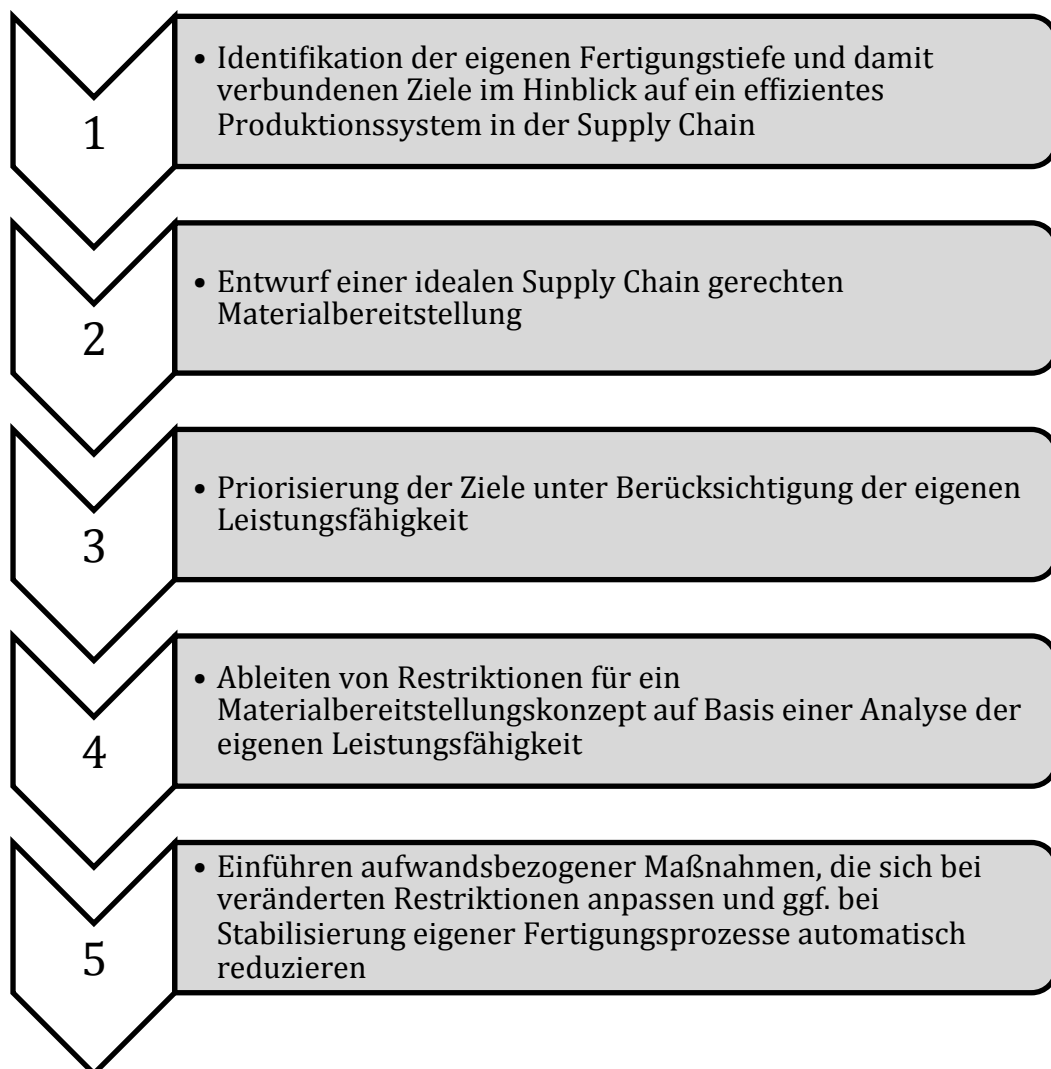 1
• Identifikation der eigenen Fertigungstiefe und damit
verbundenen Ziele im Hinblick auf ein effizientes
Produktionssystem in der Supply Chain
2
• Entwurf einer idealen Supply Chain gerechten
Materialbereitstellung
3
• Priorisierung der Ziele unter Berücksichtigung der eigenen
Leistungsfähigkeit
4
• Ableiten von Restriktionen für ein
Materialbereitstellungskonzept auf Basis einer Analyse der
eigenen Leistungsfähigkeit
5
• Einführen aufwandsbezogener Maßnahmen, die sich bei
veränderten Restriktionen anpassen und ggf. bei
Stabilisierung eigener Fertigungsprozesse automatisch
reduzieren